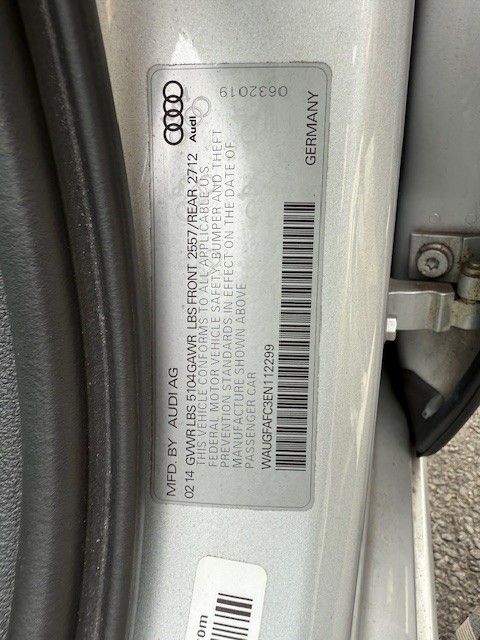 MFD. BY AUDI AG
02 14 GVWR LBS 5104 GAWR LBS FRONT 2557/REAR 2712
THIS VEHICLE CONFORMS TO ALL APPLICABLE U.S.
FEDERAL MOTOR VEHICLE SAFETY, BUMPER AND THEFT
PREVENTION STANDARDS IN EFFECT ON THE DATE OF
MANUFACTURE SHOWN ABOVE
PASSENGER CAR
WAUGFAFC3EN112299
GERMANY
Audi
0632019
om